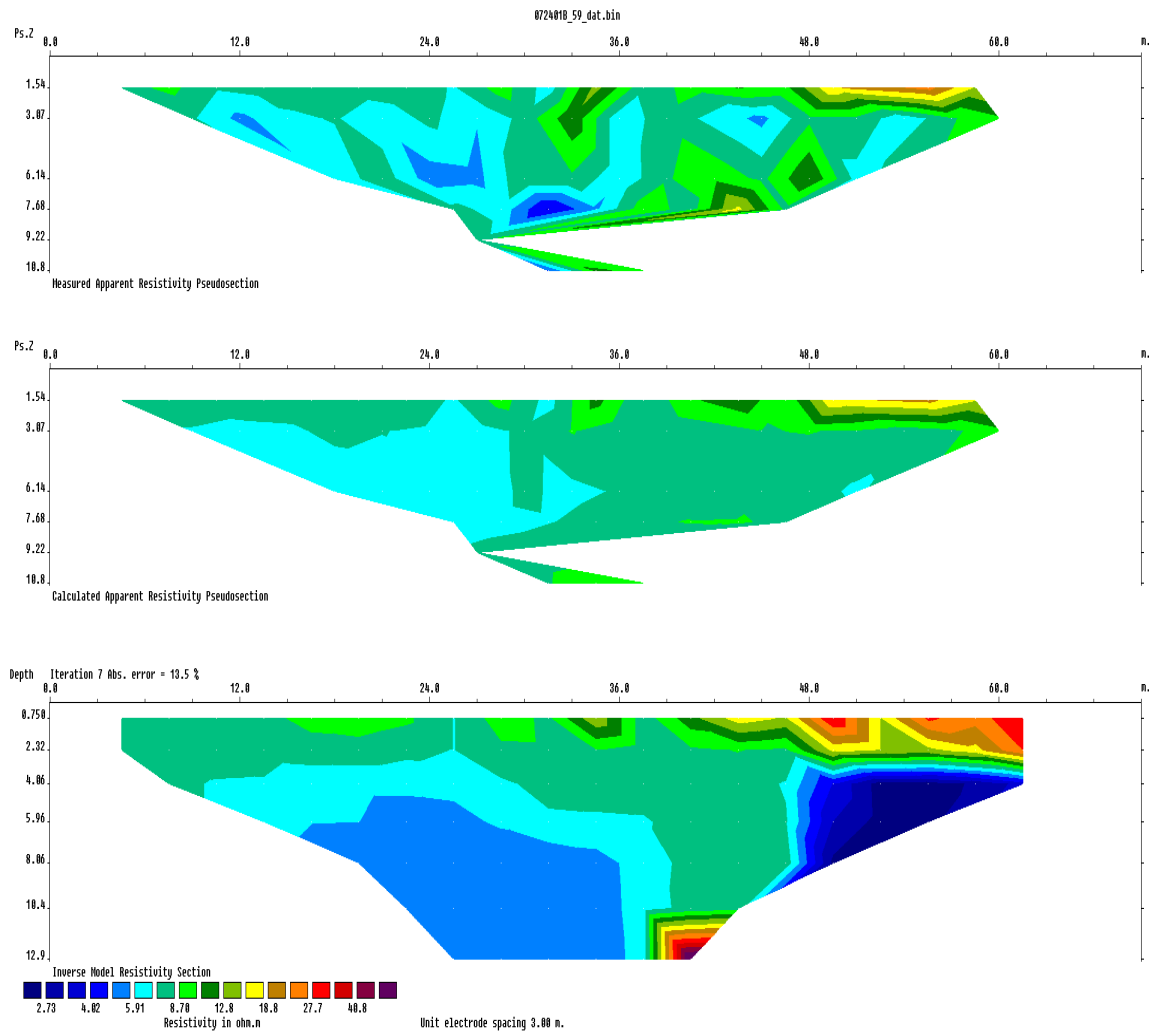 072401B_59_dat.bin
Ps.Z 0.0 12.0 24.0 36.0 48.0 60.0 m.
1.54
3.07
6.14
7.68
9.22
10.8
Measured Apparent Resistivity Pseudosection
Ps.Z 0.0 12.0 24.0 36.0 48.0 60.0 m.
1.54
3.07
6.14
7.68
9.22
10.8
Calculated Apparent Resistivity Pseudosection
Depth Iteration 7 Abs. error = 13.5 %
0.0 12.0 24.0 36.0 48.0 60.0 m.
0.750
2.32
4.06
5.96
8.06
10.4
12.9
Inverse Model Resistivity Section
2.73 4.02 5.91 8.70 12.8 18.8 27.7 40.8
Resistivity in ohm.m Unit electrode spacing 3.00 m.